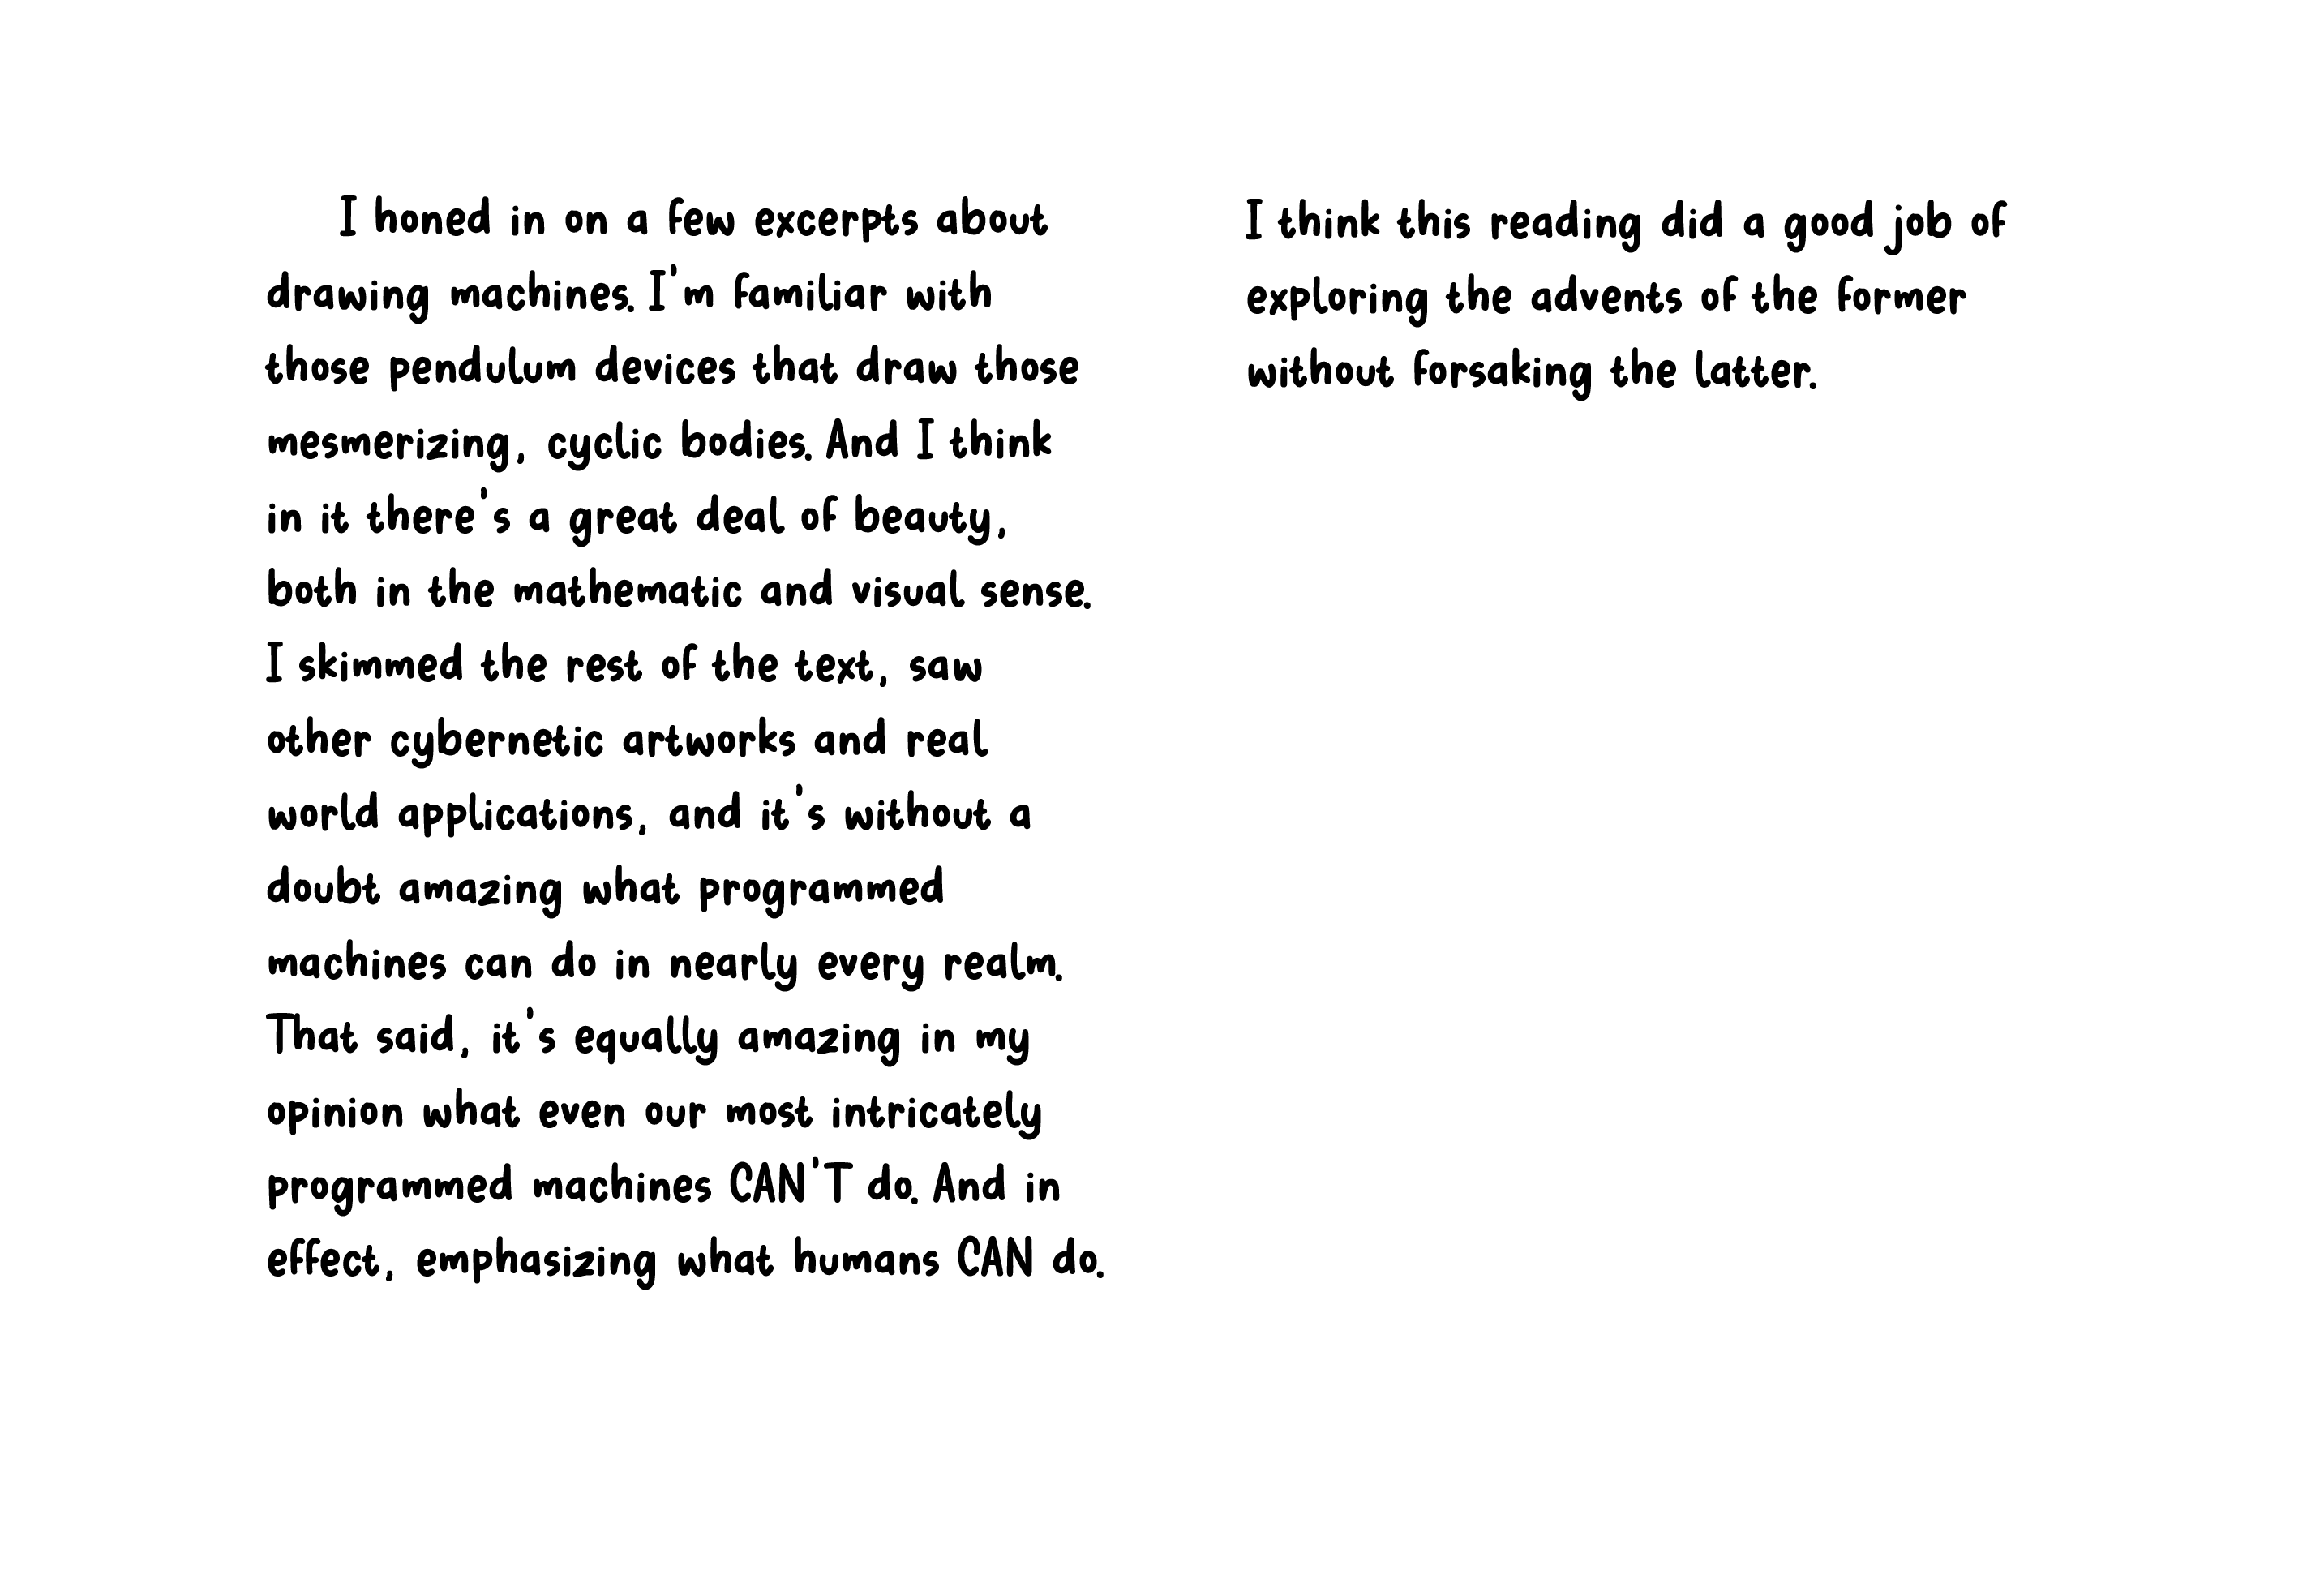 I honed in on a few excerpts about
drawing machines. I'm familiar with
those pendulum devices that draw those
mesmerizing, cyclic bodies. And I think
in it there's a great deal of beauty,
both in the mathematic and visual sense.
I skimmed the rest of the text, saw
other cybernetic artworks and real
world applications, and it's without a
doubt amazing what programmed
machines can do in nearly every realm.
That said, it's equally amazing in my
opinion what even our most intricately
programmed machines CAN'T do. And in
effect, emphasizing what humans CAN do.
I think this reading did a good job of
exploring the advents of the former
without forsaking the latter.